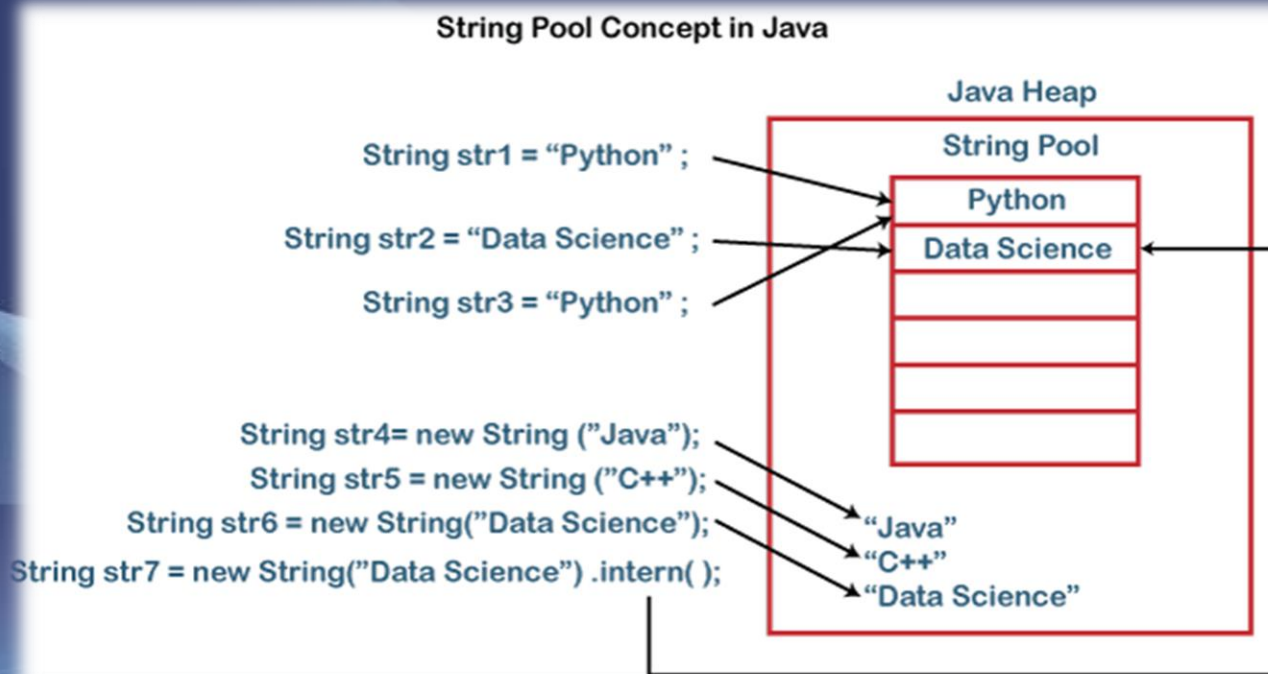 String Pool Concept in Java
Java Heap
String Pool
String str1 = “Python” ;
Python
String str2 = “Data Science” ;
Data Science
String str3 = “Python” ;
String str4= new String (”Java”);
String str5 = new String (”C++”);
String str6 = new String(”Data Science”);
String str7 = new String(”Data Science”) .intern( );
“Java”
“C++”
“Data Science”